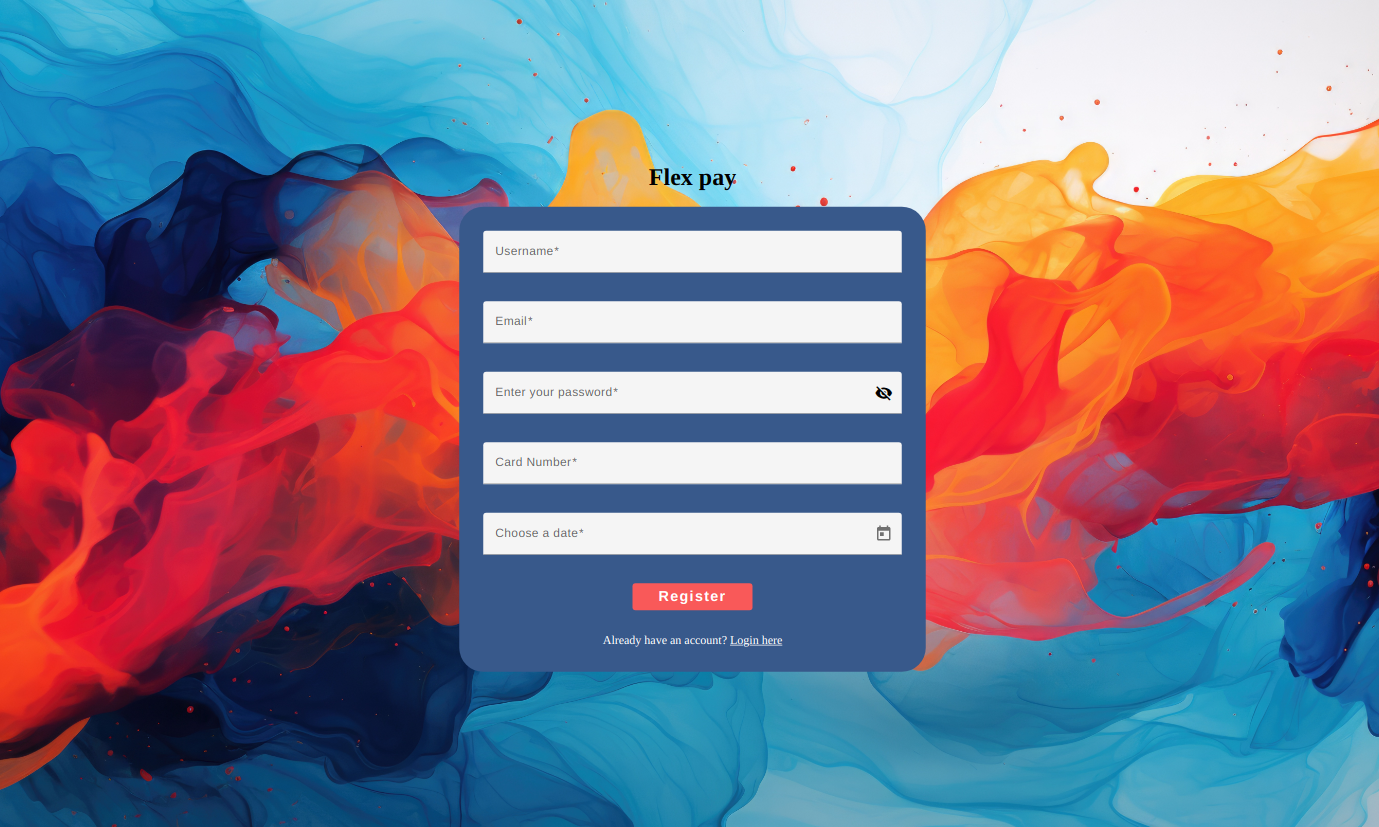 Flex pay
Username*
Email*
Enter your password*
Card Number*
Choose a date*
Register
Already have an account? Login here